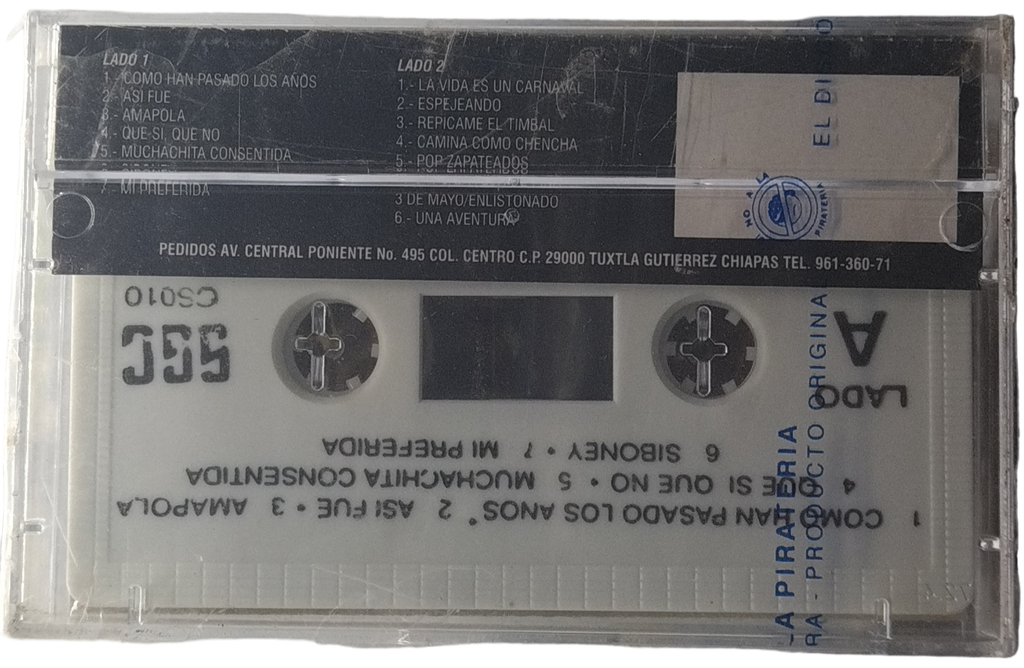 LADO 1
1.- COMO HAN PASADO LOS AÑOS
2.- ASI FUE
3.- AMAPOLA
4.- QUE SI, QUE NO
5.- MUCHACHITA CONSENTIDA
7.- MI PREFERIDA
LADO 2
1.- LA VIDA ES UN CARNAVAL
2.- ESPEJEANDO
3.- REPICAME EL TIMBAL
4.- CAMINA COMO CHENCHA
5.- POP ZAPATEADOS
3 DE MAYO/ENLISTONADO
6.- UNA AVENTURA
PEDIDOS AV. CENTRAL PONIENTE No. 495 COL. CENTRO C.P. 29000 TUXTLA GUTIERREZ CHIAPAS TEL. 961-360-71
NO A LA
PIRATERIA
EL DI
O
A PIRATERIA
RA - PRODUCTO ORIGINA
LADO
A
CS010
1 COMO HAN PASADO LOS ANOS • 2 ASI FUE • 3 AMAPOLA
4 QUE SI QUE NO • 5 MUCHACHITA CONSENTIDA
6 SIBONEY • 7 MI PREFERIDA